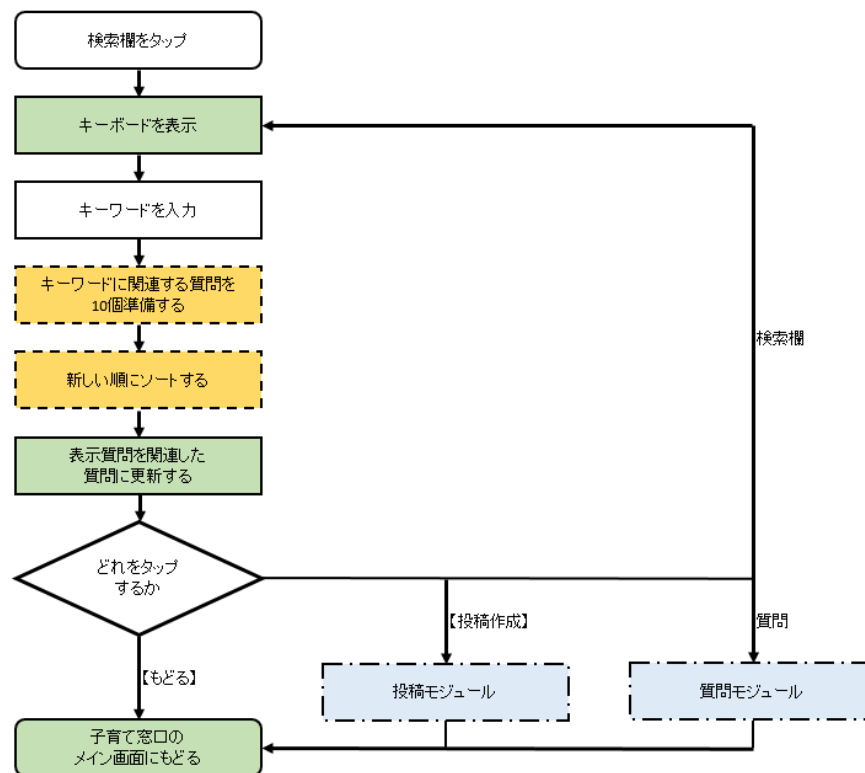 検索欄をタップ
キーボードを表示
キーワードを入力
キーワードに関連する質問を
10個準備する
新しい順にソートする
表示質問を関連した
質問に更新する
どれをタップ
するか
検索欄
【投稿作成】
質問
【もどる】
投稿モジュール
質問モジュール
子育て窓口の
メイン画面にもどる